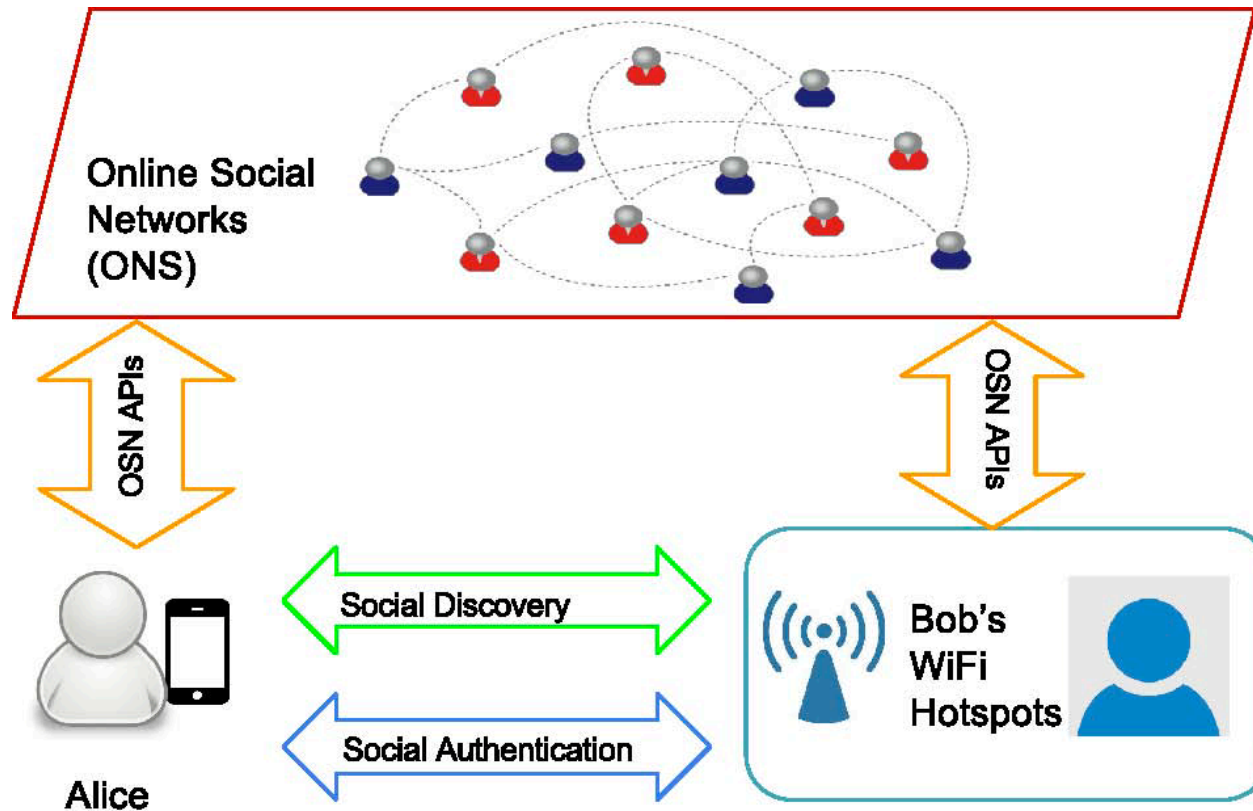 Online Social
Networks
(ONS)
OSN APIs
OSN APIs
Social Discovery
Social Authentication
Alice
Bob's
WiFi
Hotspots